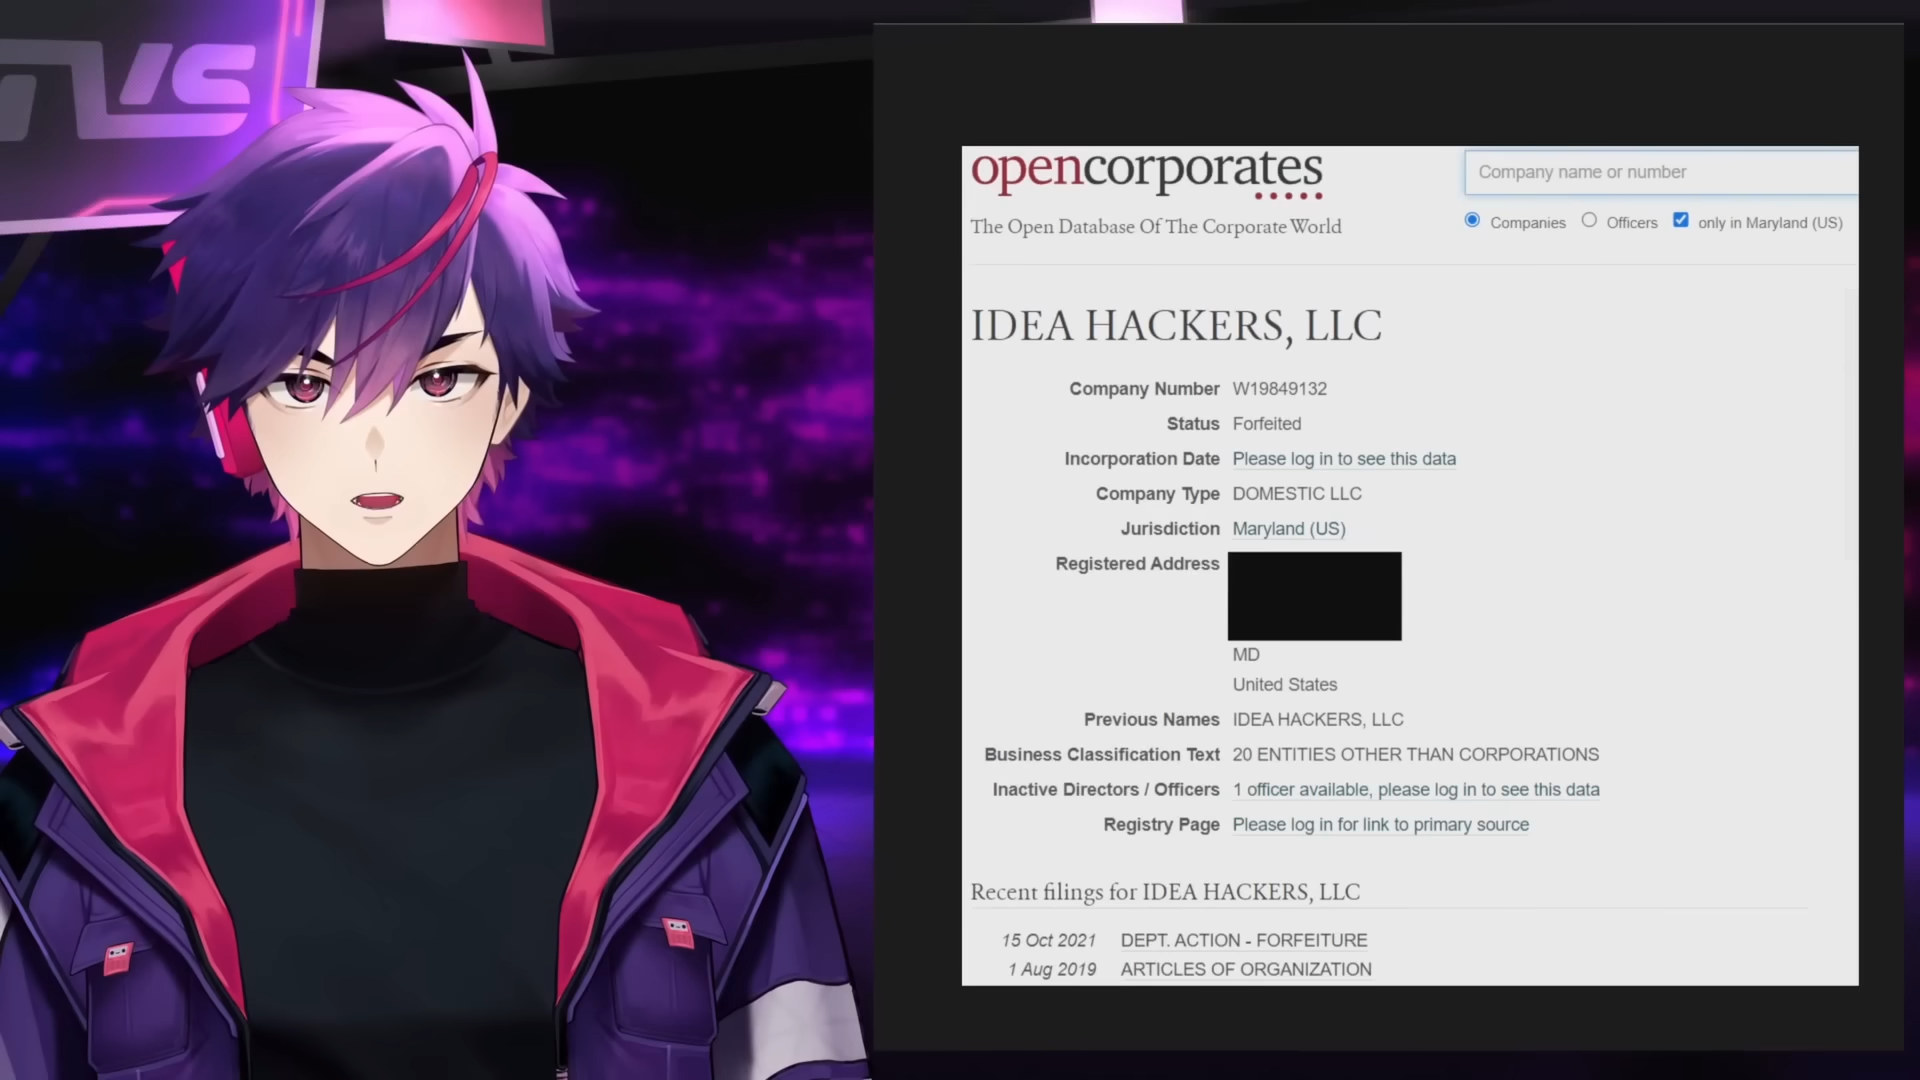 opencorporates
The Open Database Of The Corporate World
Company name or number
Companies Officers only in Maryland (US)
IDEA HACKERS, LLC
Company Number W19849132
Status Forfeited
Incorporation Date Please log in to see this data
Company Type DOMESTIC LLC
Jurisdiction Maryland (US)
Registered Address
MD
United States
Previous Names IDEA HACKERS, LLC
Business Classification Text 20 ENTITIES OTHER THAN CORPORATIONS
Inactive Directors / Officers 1 officer available, please log in to see this data
Registry Page Please log in for link to primary source
Recent filings for IDEA HACKERS, LLC
15 Oct 2021 DEPT. ACTION - FORFEITURE
1 Aug 2019 ARTICLES OF ORGANIZATION